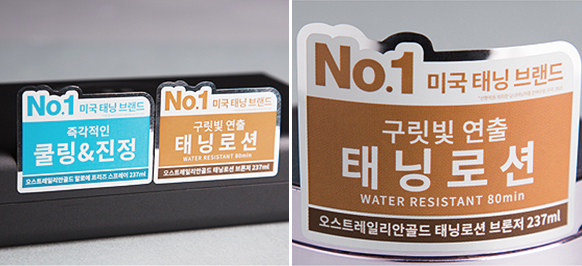 No.1 미국 태닝 브랜드
즉각적인
쿨링&진정
오스트레일리안골드 알로에 프리즈 스프레이 237ml
No.1 미국 태닝 브랜드
구릿빛 연출
태닝로션
WATER RESISTANT 80min
오스트레일리안골드 태닝로션 브론저 237ml
No.1 미국 태닝 브랜드
구릿빛 연출
태닝로션
WATER RESISTANT 80min
오스트레일리안골드 태닝로션 브론저 237ml